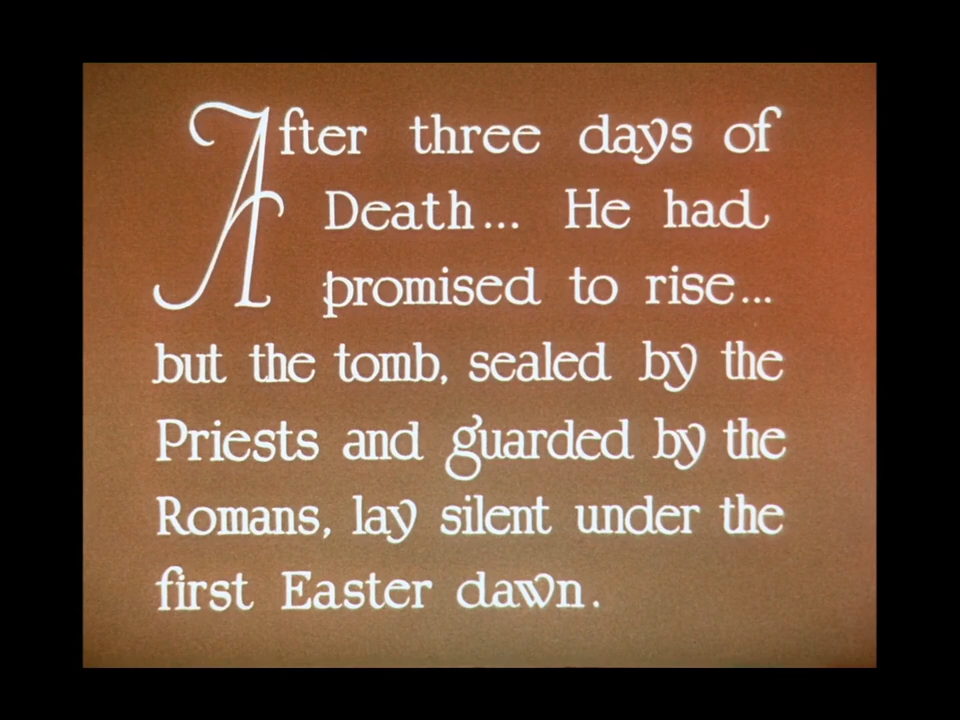 After three days of
Death... He had
promised to rise...
but the tomb, sealed by the
Priests and guarded by the
Romans, lay silent under the
first Easter dawn.